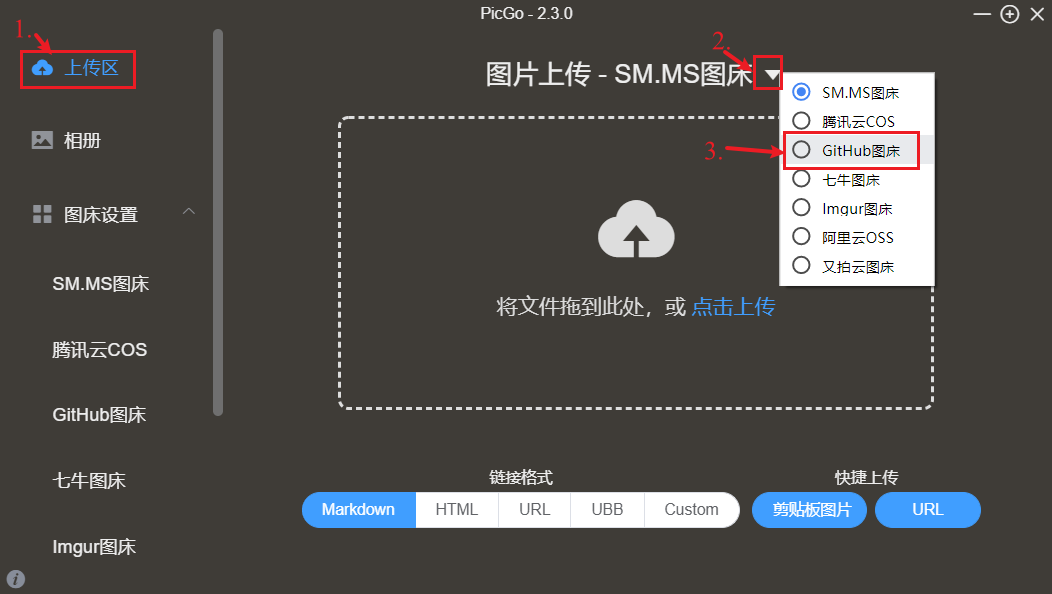 PicGo - 2.3.0
1.
上传区
相册
图床设置
SM.MS图床
腾讯云COS
GitHub图床
七牛图床
Imgur图床
2.
图片上传 - SM.MS图床
SM.MS图床
腾讯云COS
3.
GitHub图床
七牛图床
Imgur图床
阿里云OSS
又拍云图床
将文件拖到此处，或 点击上传
链接格式
Markdown HTML URL UBB Custom
快捷上传
剪贴板图片 URL
i